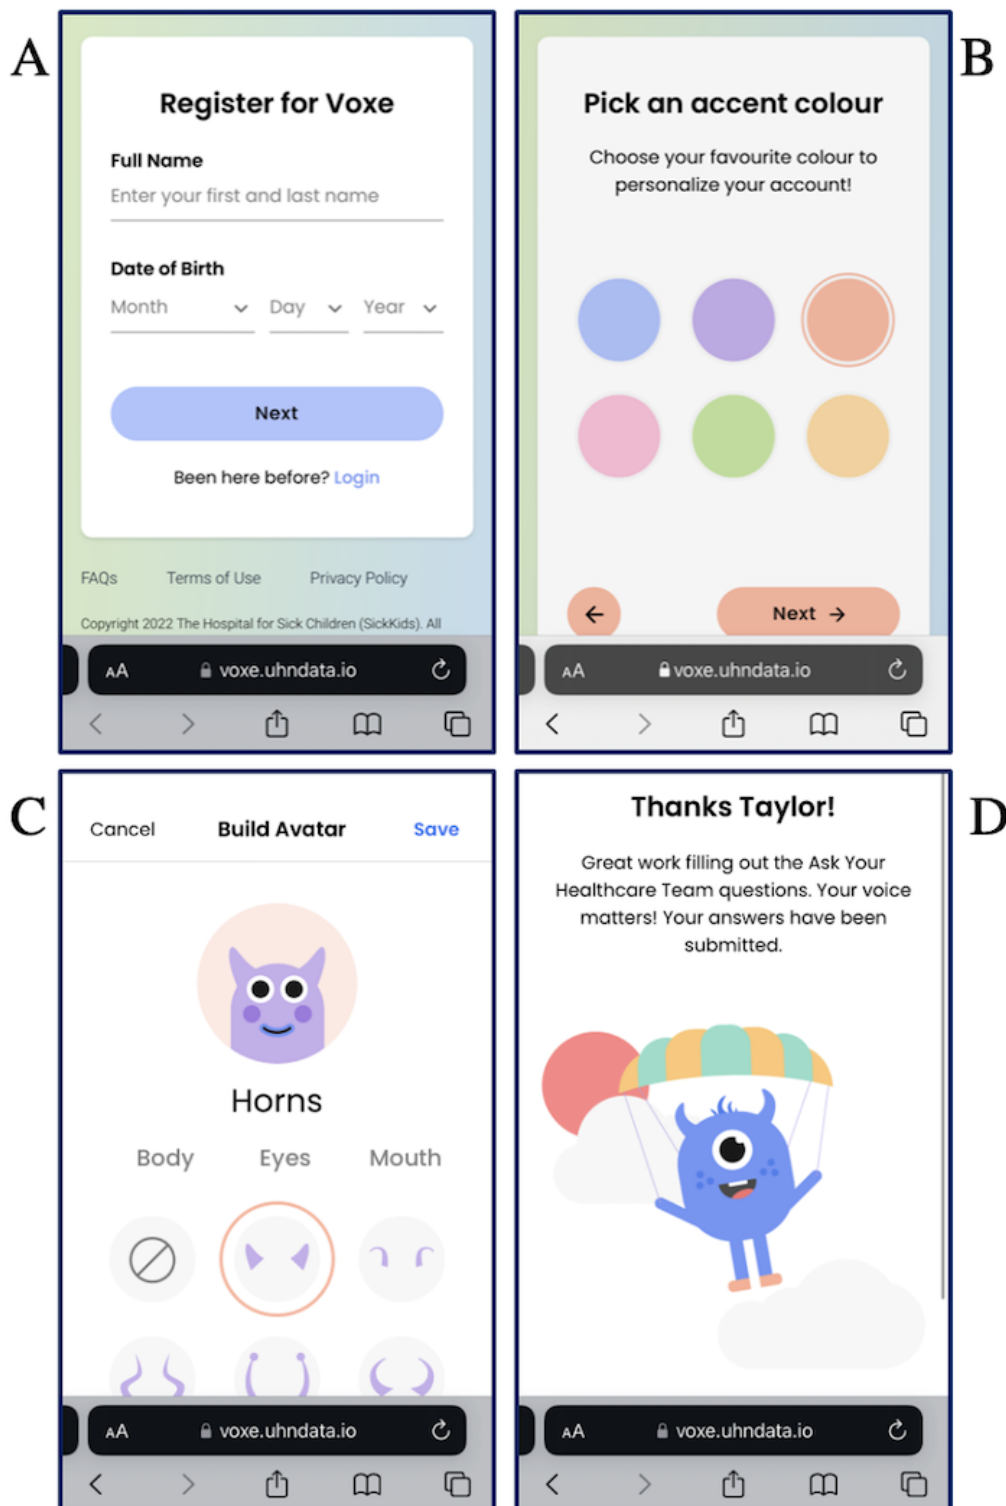 A
Register for Voxe
Full Name
Enter your first and last name
Date of Birth
Month Day Year
Next
Been here before? Login
FAQs Terms of Use Privacy Policy
Copyright 2022 The Hospital for Sick Children (SickKids). All
AA voxe.uhndata.io
B
Pick an accent colour
Choose your favourite colour to
personalize your account!
Next →
AA voxe.uhndata.io
C
Cancel Build Avatar Save
Horns
Body Eyes Mouth
AA voxe.uhndata.io
D
Thanks Taylor!
Great work filling out the Ask Your
Healthcare Team questions. Your voice
matters! Your answers have been
submitted.
AA voxe.uhndata.io